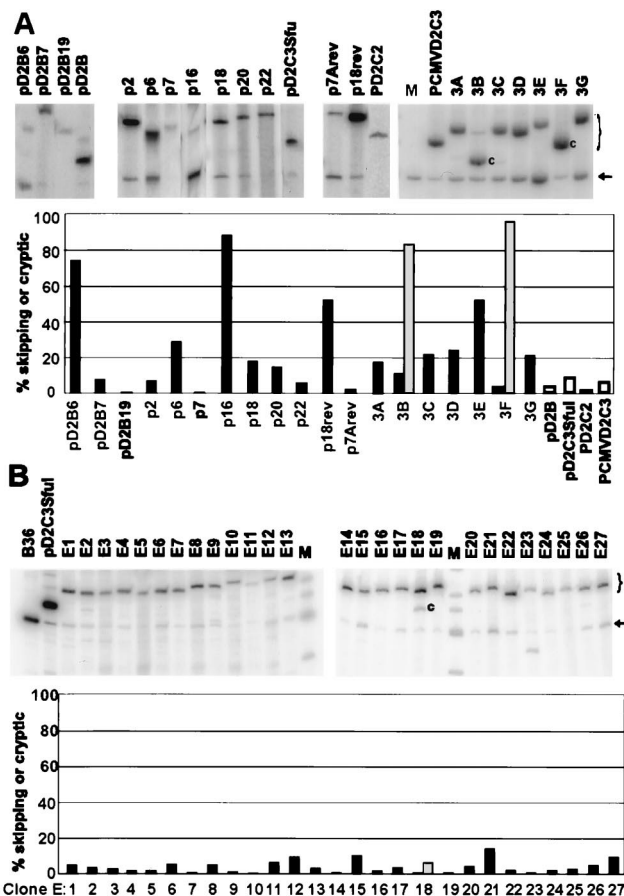 A
pD2B6 pD2B7 pD2B19 pD2B p2 p6 p7 p16 p18 p20 p22 pD2C3Sfu p7Arev p18rev PD2C2 M PCMVD2C3 3A 3B 3C 3D 3E 3F 3G
c c
% skipping or cryptic
100
80
60
40
20
0
pD2B6 pD2B7 pD2B19 p2 p6 p7 p16 p18 p20 p22 p18rev p7Arev 3A 3B 3C 3D 3E 3F 3G pD2B pD2C3Sful PD2C2 PCMVD2C3
B
B36 pD2C3Sful E1 E2 E3 E4 E5 E6 E7 E8 E9 E10 E11 E12 E13 M E14 E15 E16 E17 E18 E19 M E20 E21 E22 E23 E24 E25 E26 E27
c
% skipping or cryptic
100
80
60
40
20
0
Clone E: 1 2 3 4 5 6 7 8 9 10 11 12 13 14 15 16 17 18 19 20 21 22 23 24 25 26 27